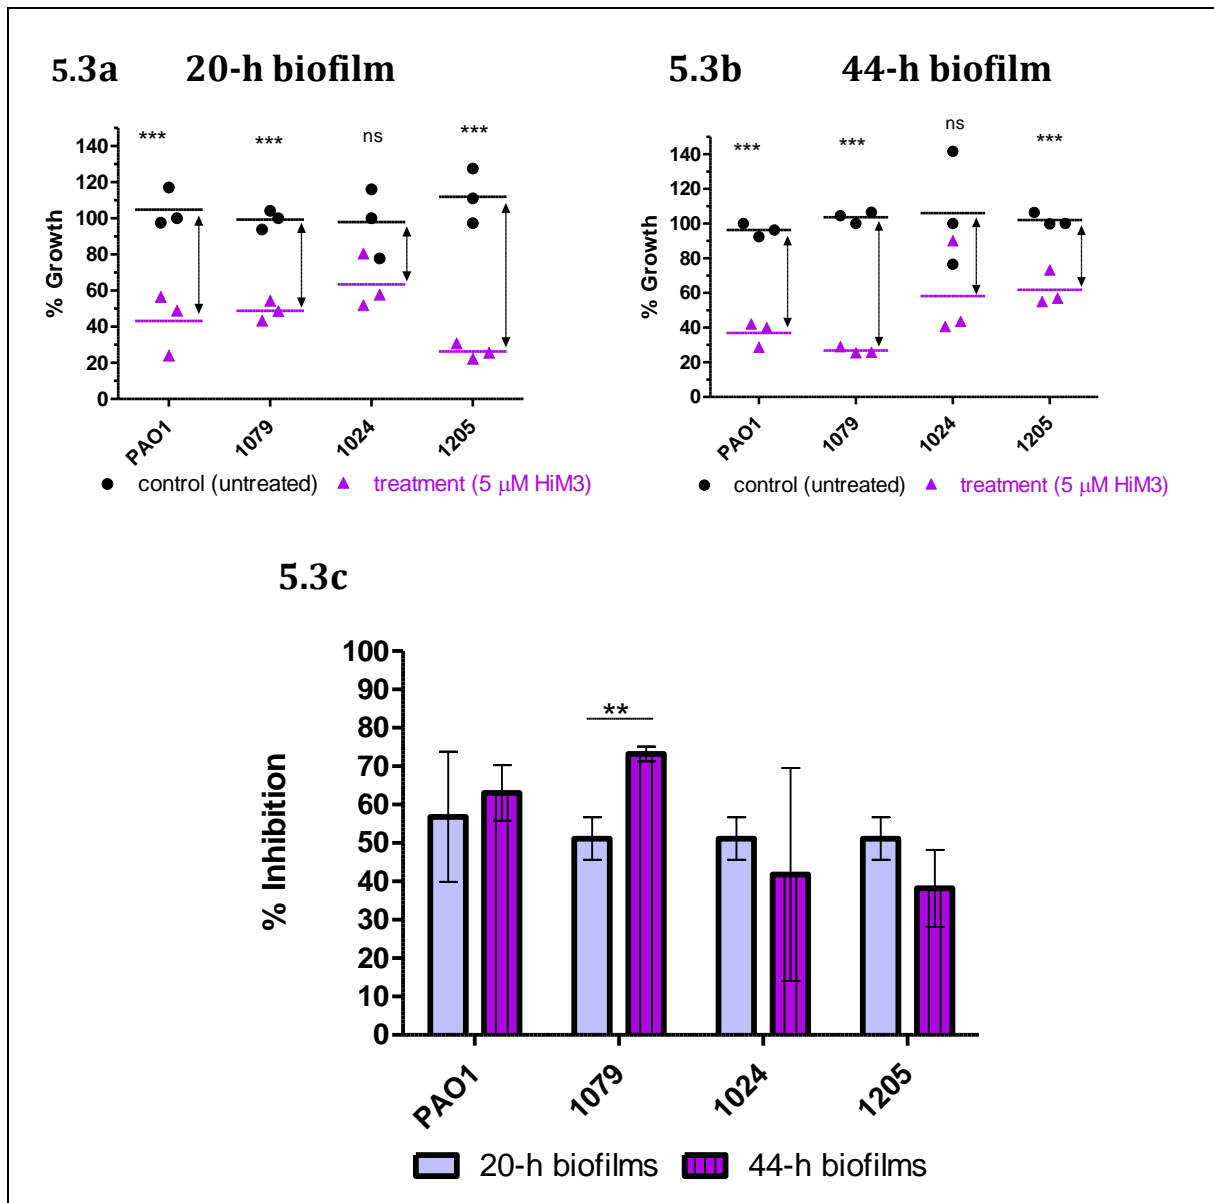 5.3a 20-h biofilm
*** *** ns ***
% Growth
140
120
100
80
60
40
20
0
PAO1 1079 1024 1205
control (untreated) treatment (5 μM HiM3)
5.3b 44-h biofilm
*** *** ns ***
% Growth
140
120
100
80
60
40
20
0
PAO1 1079 1024 1205
control (untreated) treatment (5 μM HiM3)
5.3c
**
% Inhibition
100
90
80
70
60
50
40
30
20
10
0
PAO1 1079 1024 1205
20-h biofilms 44-h biofilms